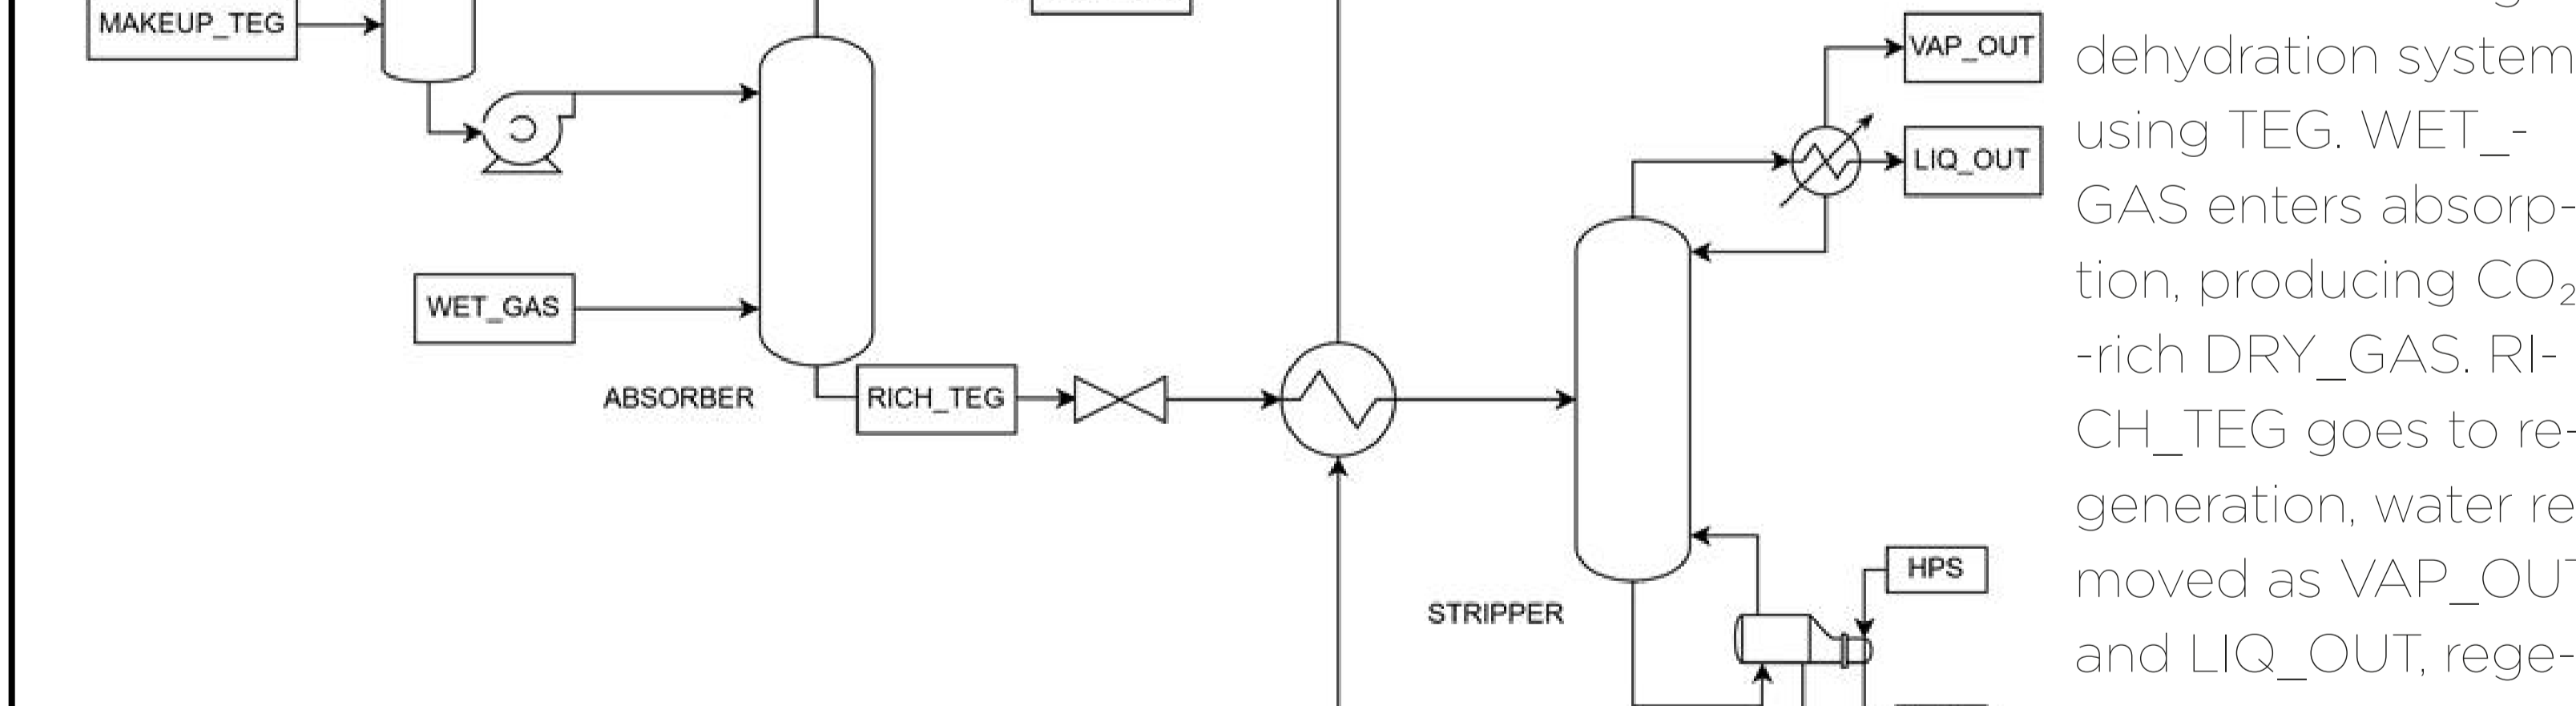 MAKEUP_TEG
VAP_OUT
LIQ_OUT
WET_GAS
ABSORBER
RICH_TEG
HPS
STRIPPER
dehydration system
using TEG. WET_-
GAS enters absorp-
tion, producing CO₂
-rich DRY_GAS. RI-
CH_TEG goes to re-
generation, water re
moved as VAP_OUT
and LIQ_OUT, rege-